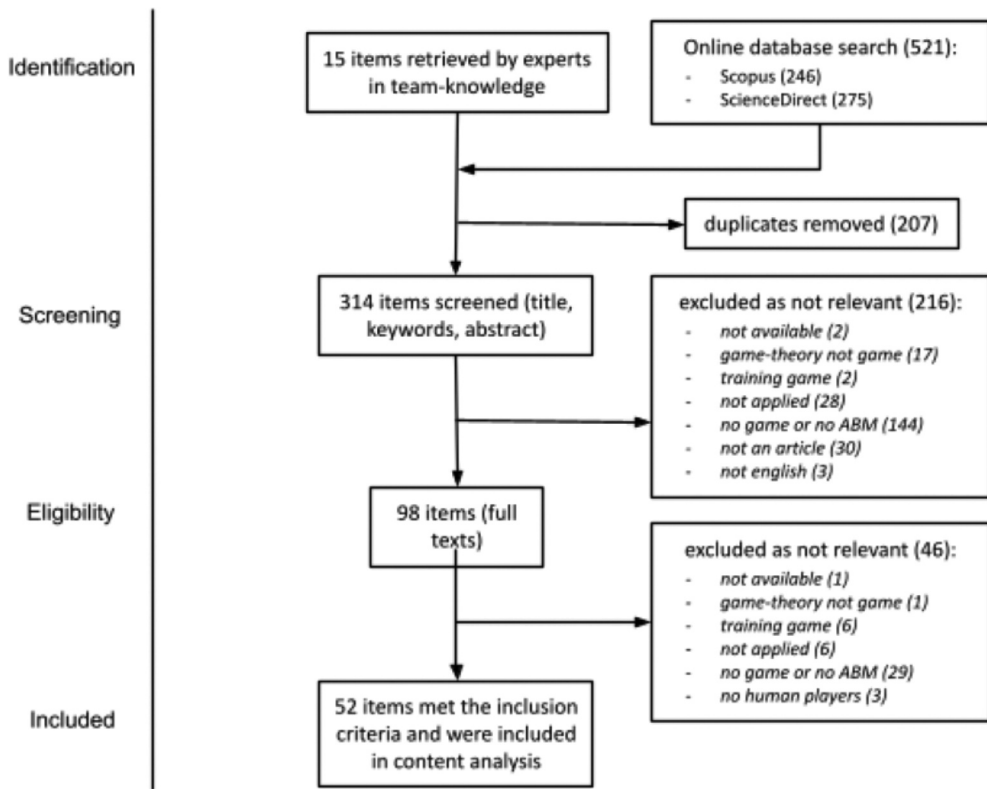 Identification
15 items retrieved by experts
in team-knowledge
Online database search (521):
- Scopus (246)
- ScienceDirect (275)
duplicates removed (207)
Screening
314 items screened (title,
keywords, abstract)
excluded as not relevant (216):
- not available (2)
- game-theory not game (17)
- training game (2)
- not applied (28)
- no game or no ABM (144)
- not an article (30)
- not english (3)
Eligibility
98 items (full
texts)
excluded as not relevant (46):
- not available (1)
- game-theory not game (1)
- training game (6)
- not applied (6)
- no game or no ABM (29)
- no human players (3)
Included
52 items met the inclusion
criteria and were included
in content analysis